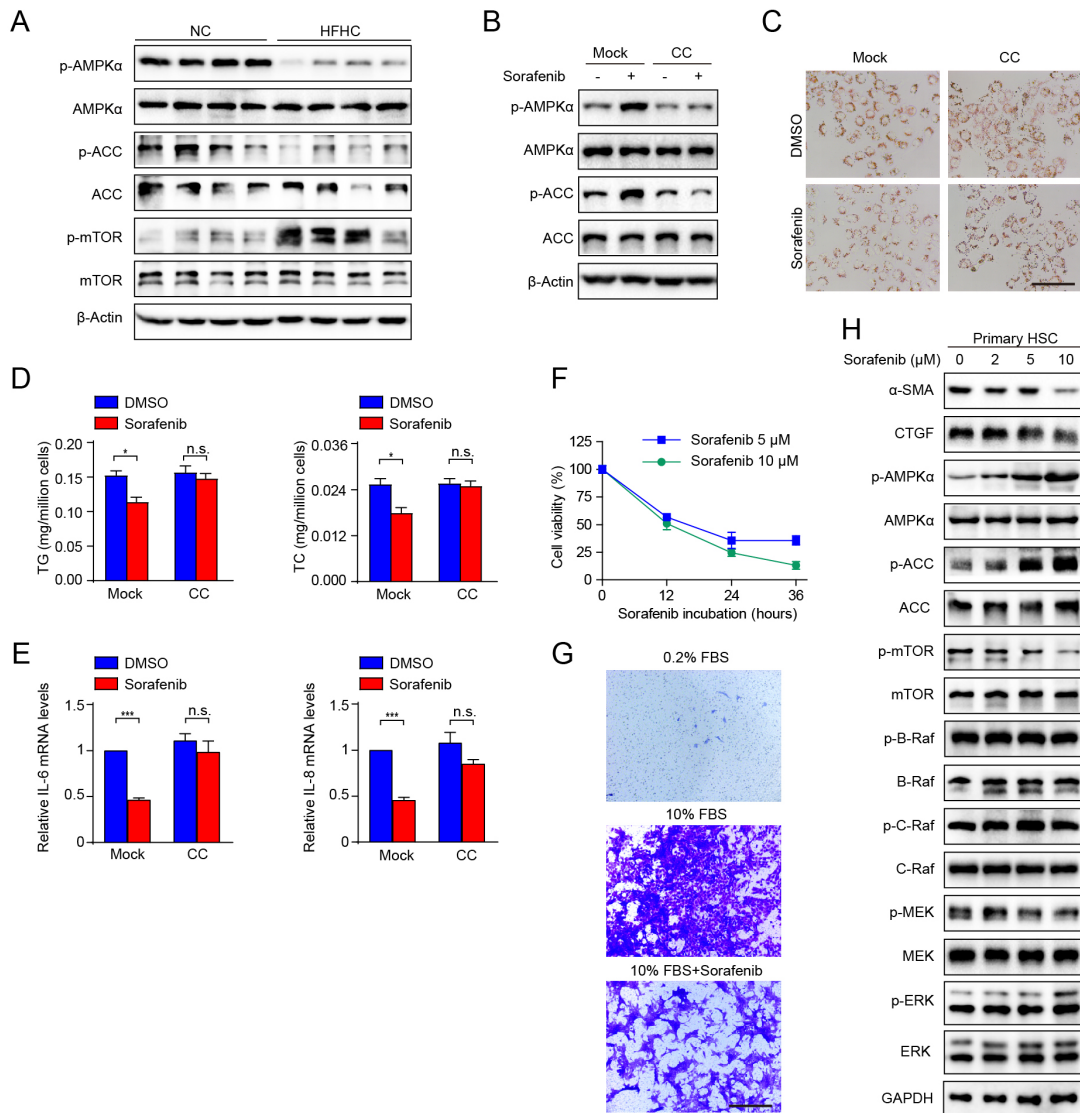 A
NC HFHC
p-AMPKα
AMPKα
p-ACC
ACC
p-mTOR
mTOR
β-Actin
B
Mock CC
Sorafenib - + - +
p-AMPKα
AMPKα
p-ACC
ACC
β-Actin
C
Mock CC
DMSO
Sorafenib
D
DMSO
Sorafenib
TG (mg/million cells)
0.20
0.15
0.10
0.05
0.00
*
n.s.
Mock CC
DMSO
Sorafenib
TC (mg/million cells)
0.036
0.024
0.012
0.000
*
n.s.
Mock CC
E
DMSO
Sorafenib
Relative IL-6 mRNA levels
1.5
1
0.5
0
***
n.s.
Mock CC
DMSO
Sorafenib
Relative IL-8 mRNA levels
1.5
1
0.5
0
***
n.s.
Mock CC
F
Sorafenib 5 μM
Sorafenib 10 μM
Cell viability (%)
125
100
75
50
25
0
0 12 24 36
Sorafenib incubation (hours)
G
0.2% FBS
10% FBS
10% FBS+Sorafenib
H
Primary HSC
Sorafenib (μM) 0 2 5 10
α-SMA
CTGF
p-AMPKα
AMPKα
p-ACC
ACC
p-mTOR
mTOR
p-B-Raf
B-Raf
p-C-Raf
C-Raf
p-MEK
MEK
p-ERK
ERK
GAPDH